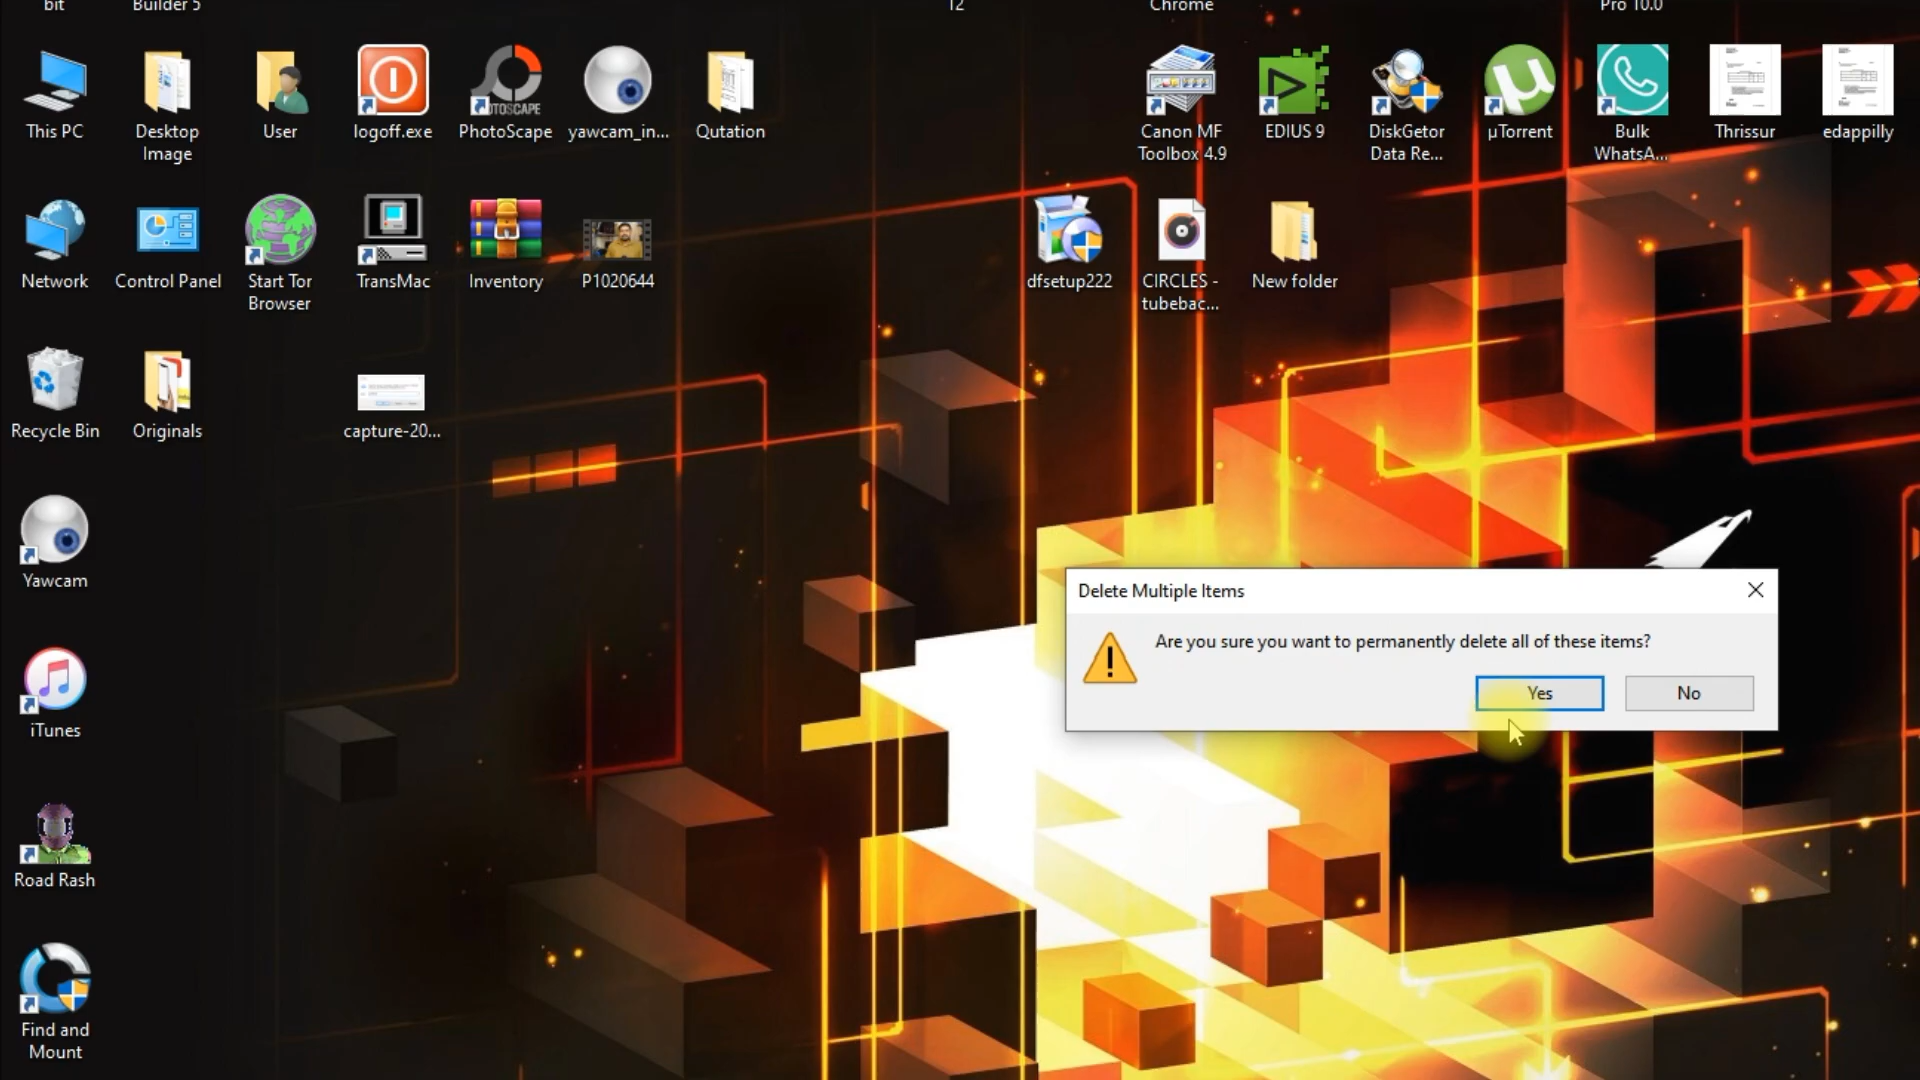 bit
Builder 5
12
Chrome
Pro 10.0
This PC
Desktop
Image
User
logoff.exe
PHOTOSCAPE
PhotoScape
yawcam_in...
Qutation
Canon MF
Toolbox 4.9
EDIUS 9
DiskGetor
Data Re...
µTorrent
Bulk
WhatsA...
Thrissur
edappilly
Network
Control Panel
Start Tor
Browser
TransMac
Inventory
P1020644
dfsetup222
CIRCLES -
tubebac...
New folder
Recycle Bin
Originals
capture-20...
Yawcam
Delete Multiple Items
Are you sure you want to permanently delete all of these items?
Yes
No
iTunes
Road Rash
Find and
Mount